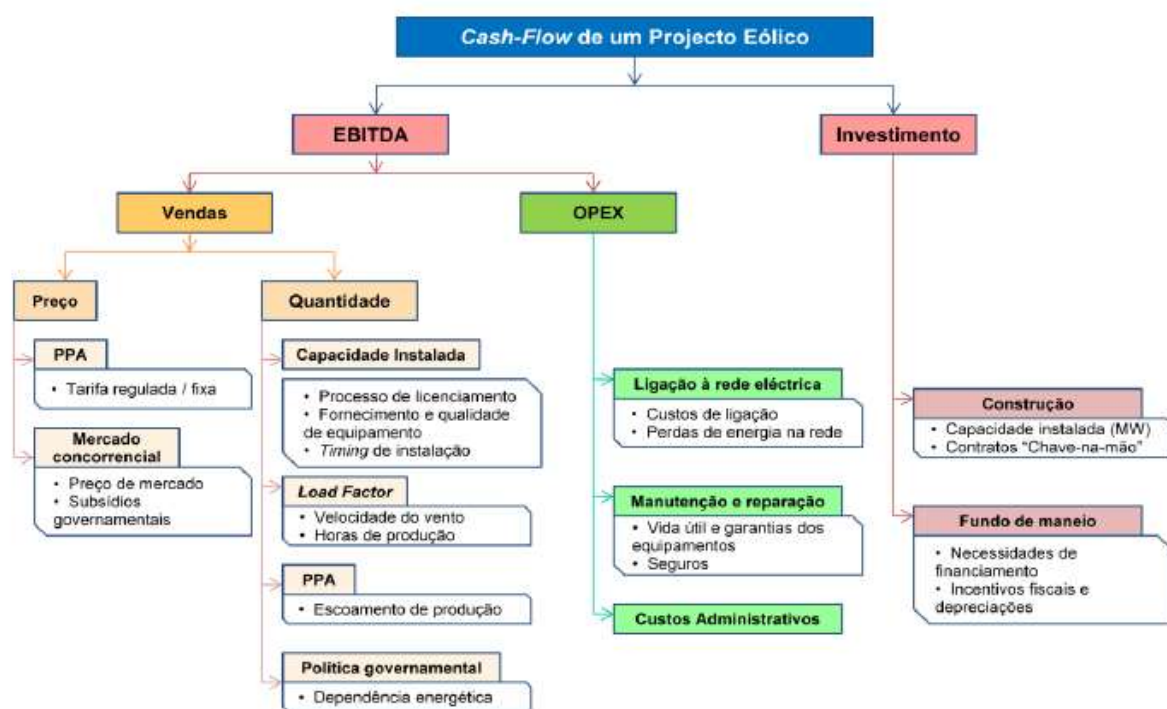 Cash-Flow de um Projecto Eólico
EBITDA
Investimento
Vendas
OPEX
Preço
Quantidade
PPA
• Tarifa regulada / fixa
Mercado
concorrencial
• Preço de mercado
• Subsídios
governamentais
Capacidade Instalada
• Processo de licenciamento
• Fornecimento e qualidade
de equipamento
• Timing de instalação
Load Factor
• Velocidade do vento
• Horas de produção
PPA
• Escoamento de produção
Política governamental
• Dependência energética
Ligação à rede eléctrica
• Custos de ligação
• Perdas de energia na rede
Manutenção e reparação
• Vida útil e garantias dos
equipamentos
• Seguros
Custos Administrativos
Construção
• Capacidade instalada (MW)
• Contratos “Chave-na-mão”
Fundo de maneio
• Necessidades de
financiamento
• Incentivos fiscais e
depreciações